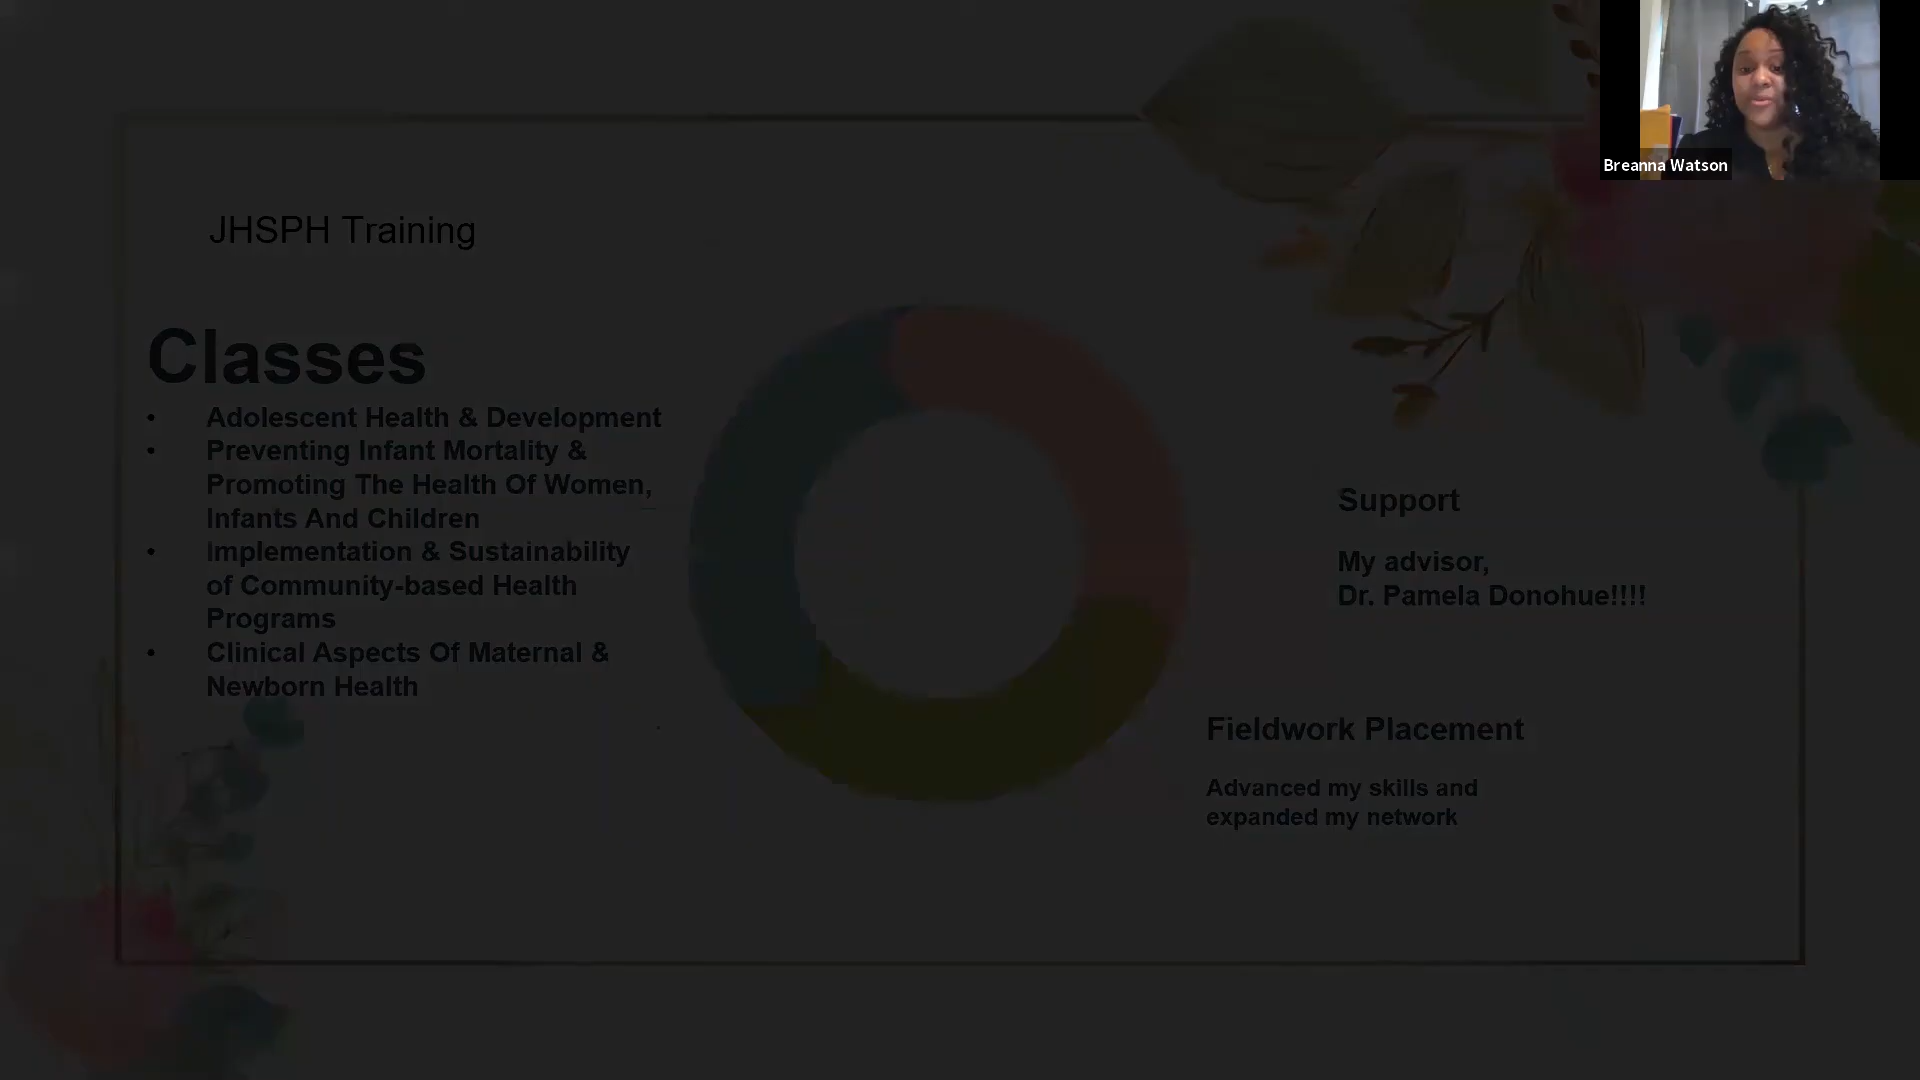 Breanna Watson
JHSPH Training
Classes
• Adolescent Health & Development
• Preventing Infant Mortality &
Promoting The Health Of Women,
Infants And Children
• Implementation & Sustainability
of Community-based Health
Programs
• Clinical Aspects Of Maternal &
Newborn Health
Support
My advisor,
Dr. Pamela Donohue!!!!
Fieldwork Placement
Advanced my skills and
expanded my network